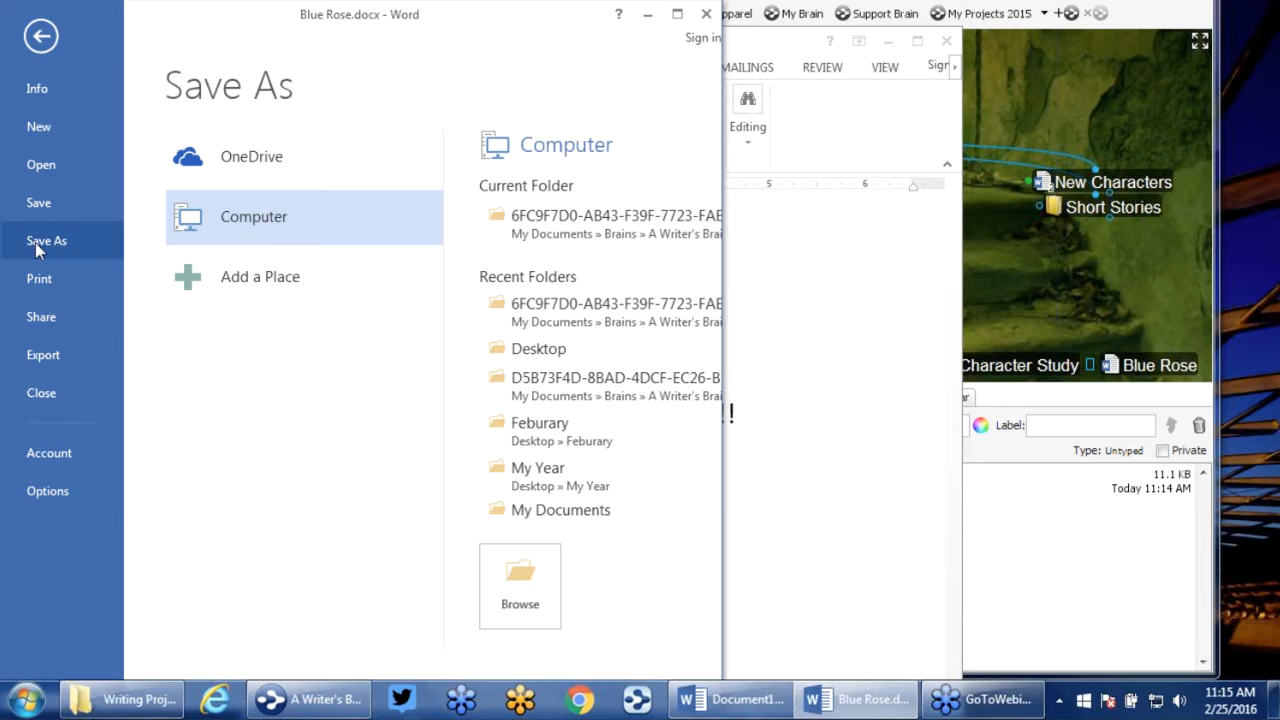 Blue Rose.docx - Word
?
Sign in
Info
New
Open
Save
Save As
Print
Share
Export
Close
Account
Options
Save As
OneDrive
Computer
Add a Place
Computer
Current Folder
6FC9F7D0-AB43-F39F-7723-FAE
My Documents » Brains » A Writer's Brai
Recent Folders
6FC9F7D0-AB43-F39F-7723-FAE
My Documents » Brains » A Writer's Brai
Desktop
D5B73F4D-8BAD-4DCF-EC26-B
My Documents » Brains » A Writer's Brai
Feburary
Desktop » Feburary
My Year
Desktop » My Year
My Documents
Browse
pparel My Brain Support Brain My Projects 2015
?
MAILINGS REVIEW VIEW Sign
Editing
5 6
!!
New Characters
Short Stories
Character Study Blue Rose
ar
Label:
Type: Untyped Private
11.1 KB
Today 11:14 AM
Writing Proj... A Writer's B... Document1... Blue Rose.d... GoToWebi...
11:15 AM
2/25/2016